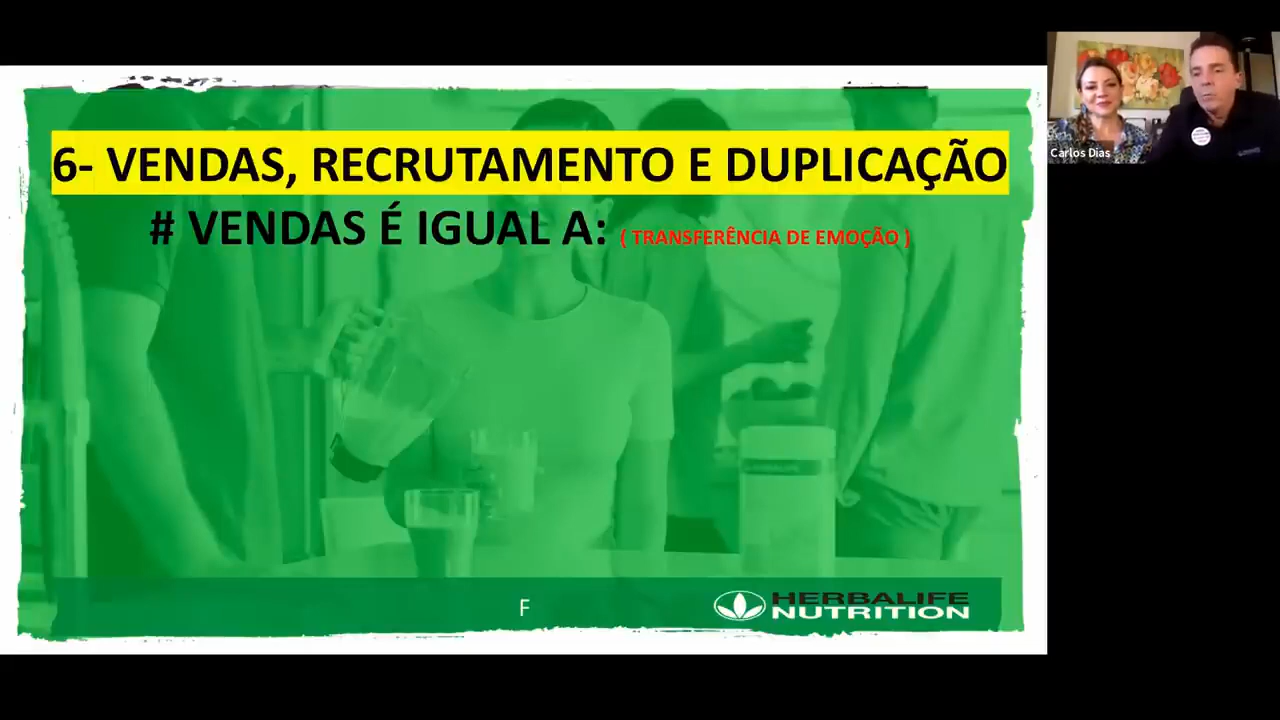 6- VENDAS, RECRUTAMENTO E DUPLICAÇÃO
# VENDAS É IGUAL A: ( TRANSFERÊNCIA DE EMOÇÃO )
F
HERBALIFE
NUTRITION
Carlos Dias